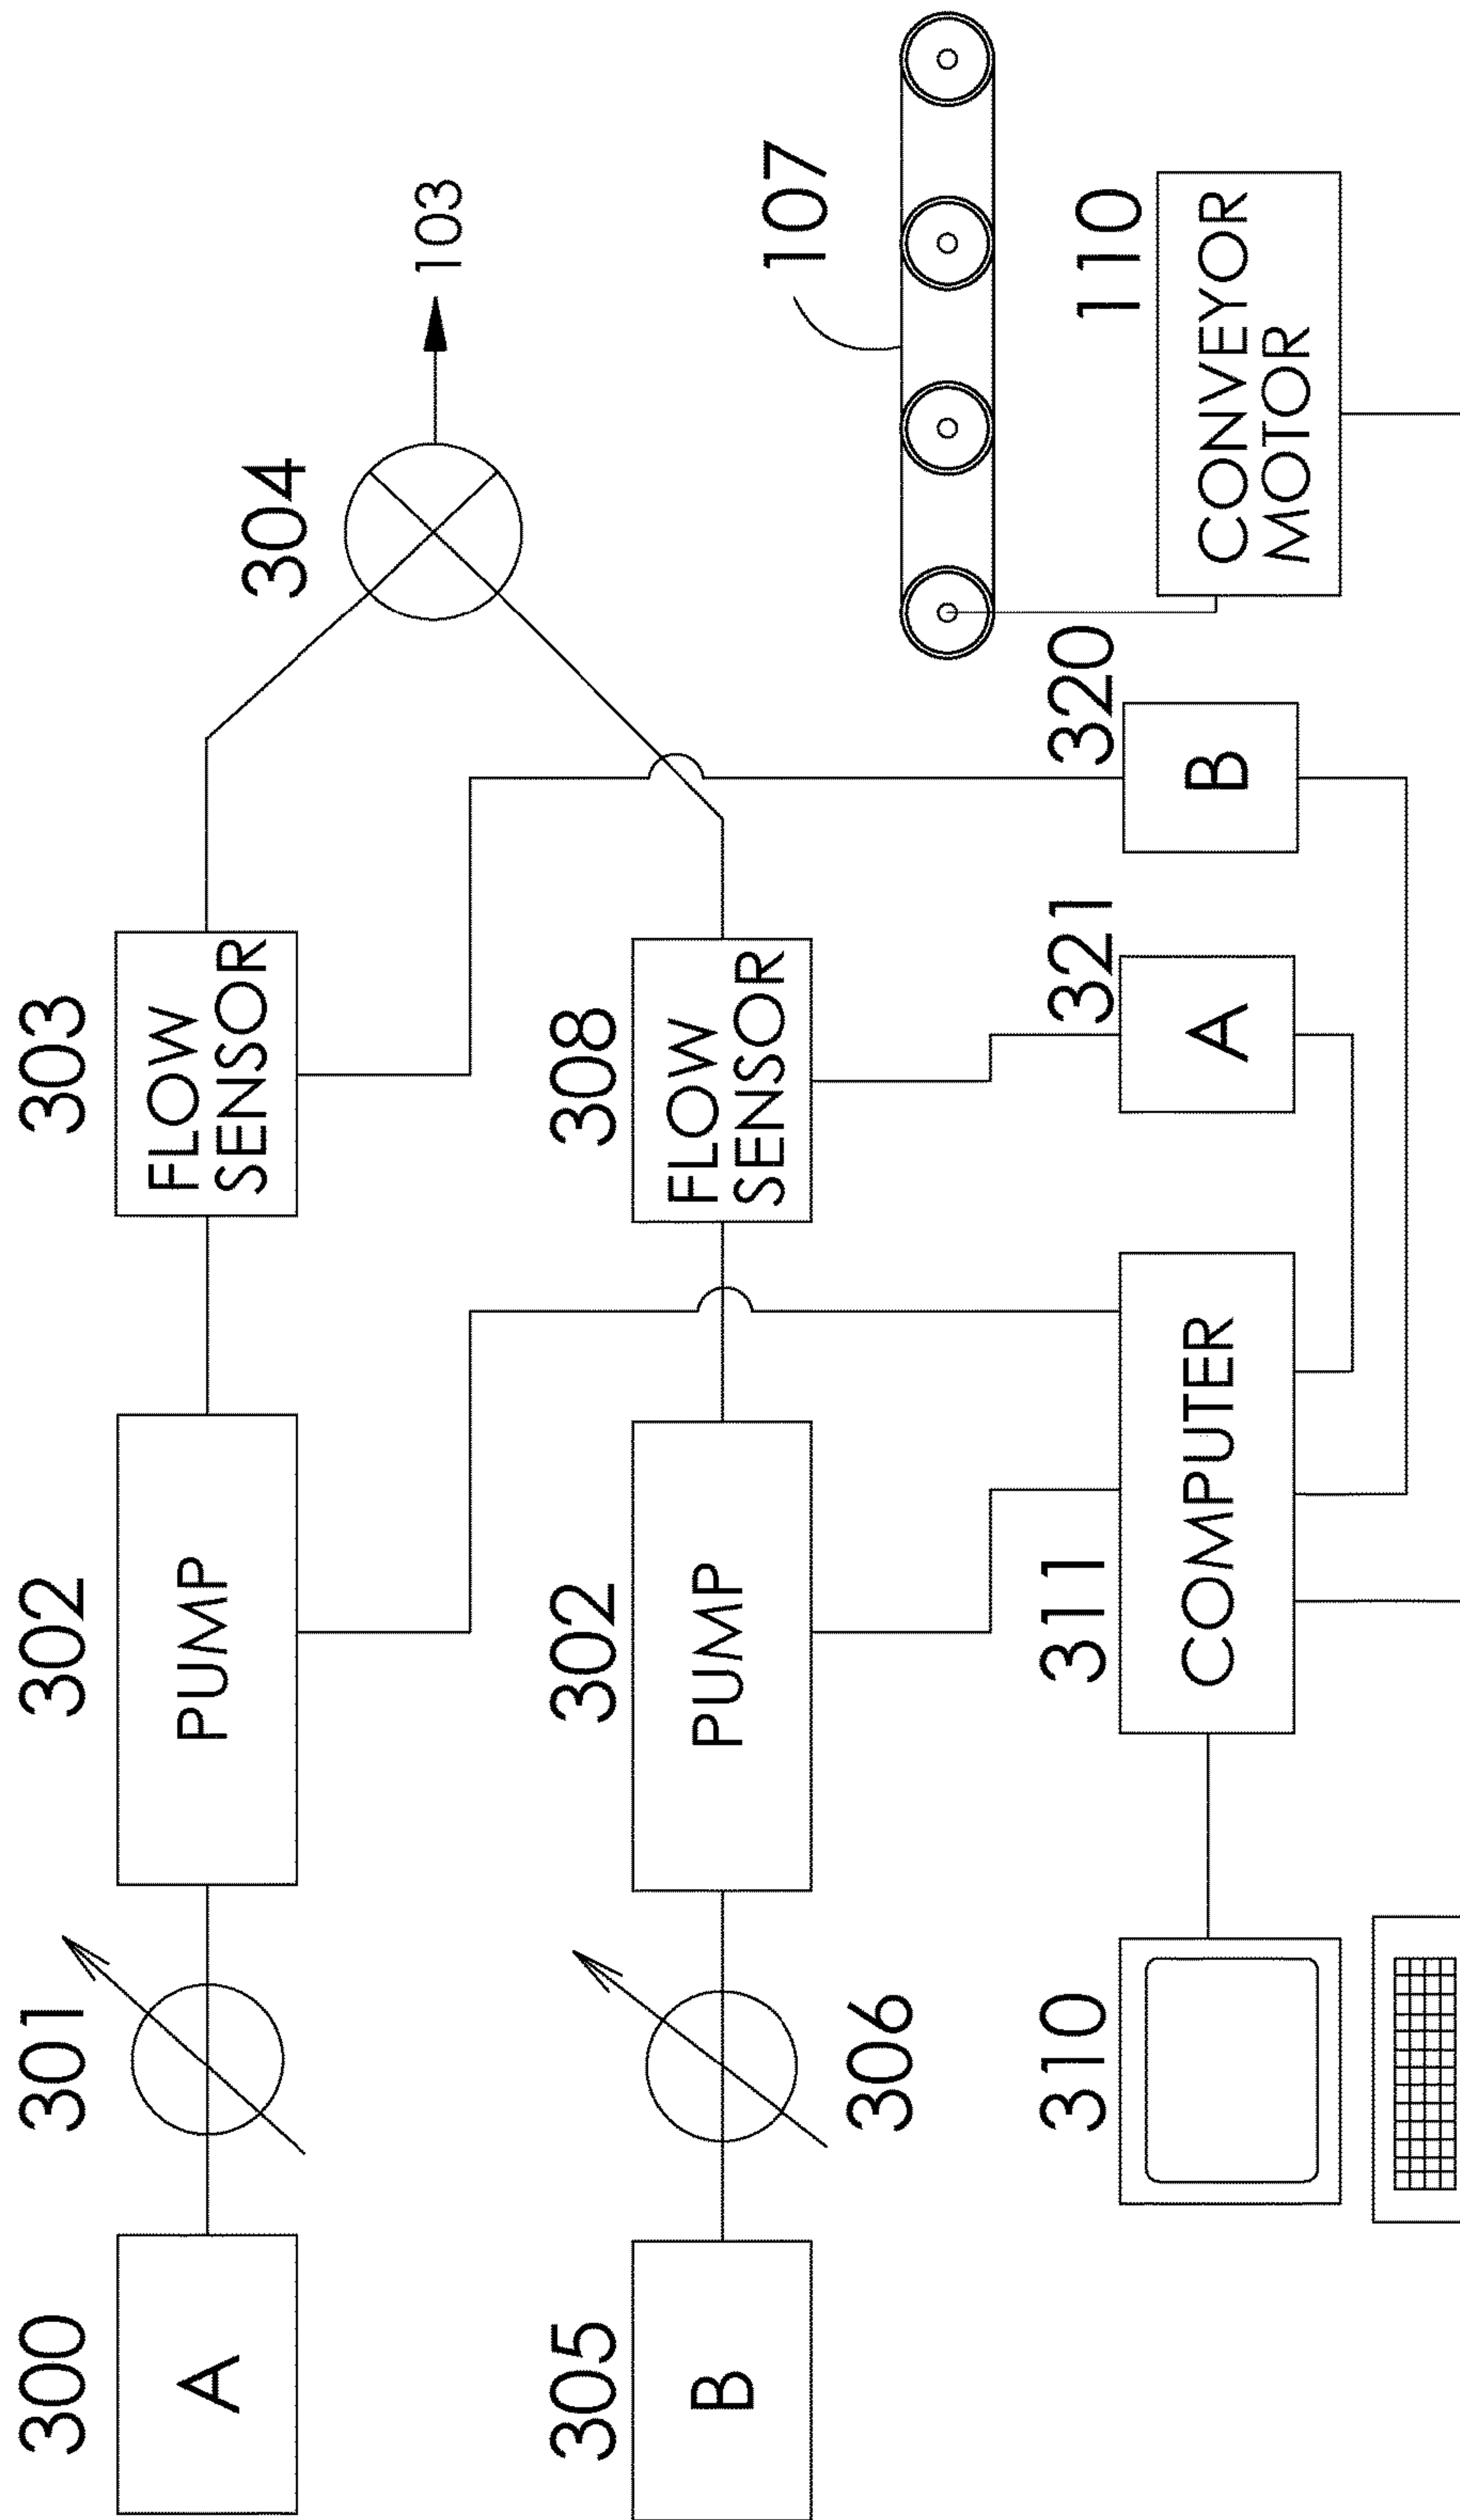 300
301
302
303
A
PUMP
FLOW
SENSOR
304
103
305
302
308
B
PUMP
FLOW
SENSOR
306
107
310
311
321
320
110
COMPUTER
A
B
CONVEYOR
MOTOR